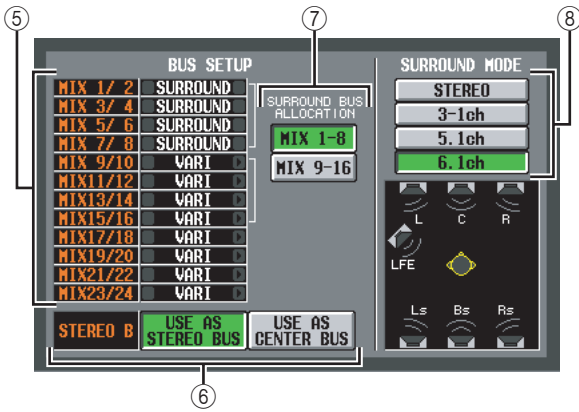 ⑤
⑦
⑧
BUS SETUP
MIX 1/ 2 SURROUND
MIX 3/ 4 SURROUND
MIX 5/ 6 SURROUND
MIX 7/ 8 SURROUND
MIX 9/10 VARI
MIX11/12 VARI
MIX13/14 VARI
MIX15/16 VARI
MIX17/18 VARI
MIX19/20 VARI
MIX21/22 VARI
MIX23/24 VARI
SURROUND BUS
ALLOCATION
MIX 1-8
MIX 9-16
STEREO B
USE AS
STEREO BUS
USE AS
CENTER BUS
⑥
SURROUND MODE
STEREO
3-1ch
5.1ch
6.1ch
L C R
LFE
Ls Bs Rs